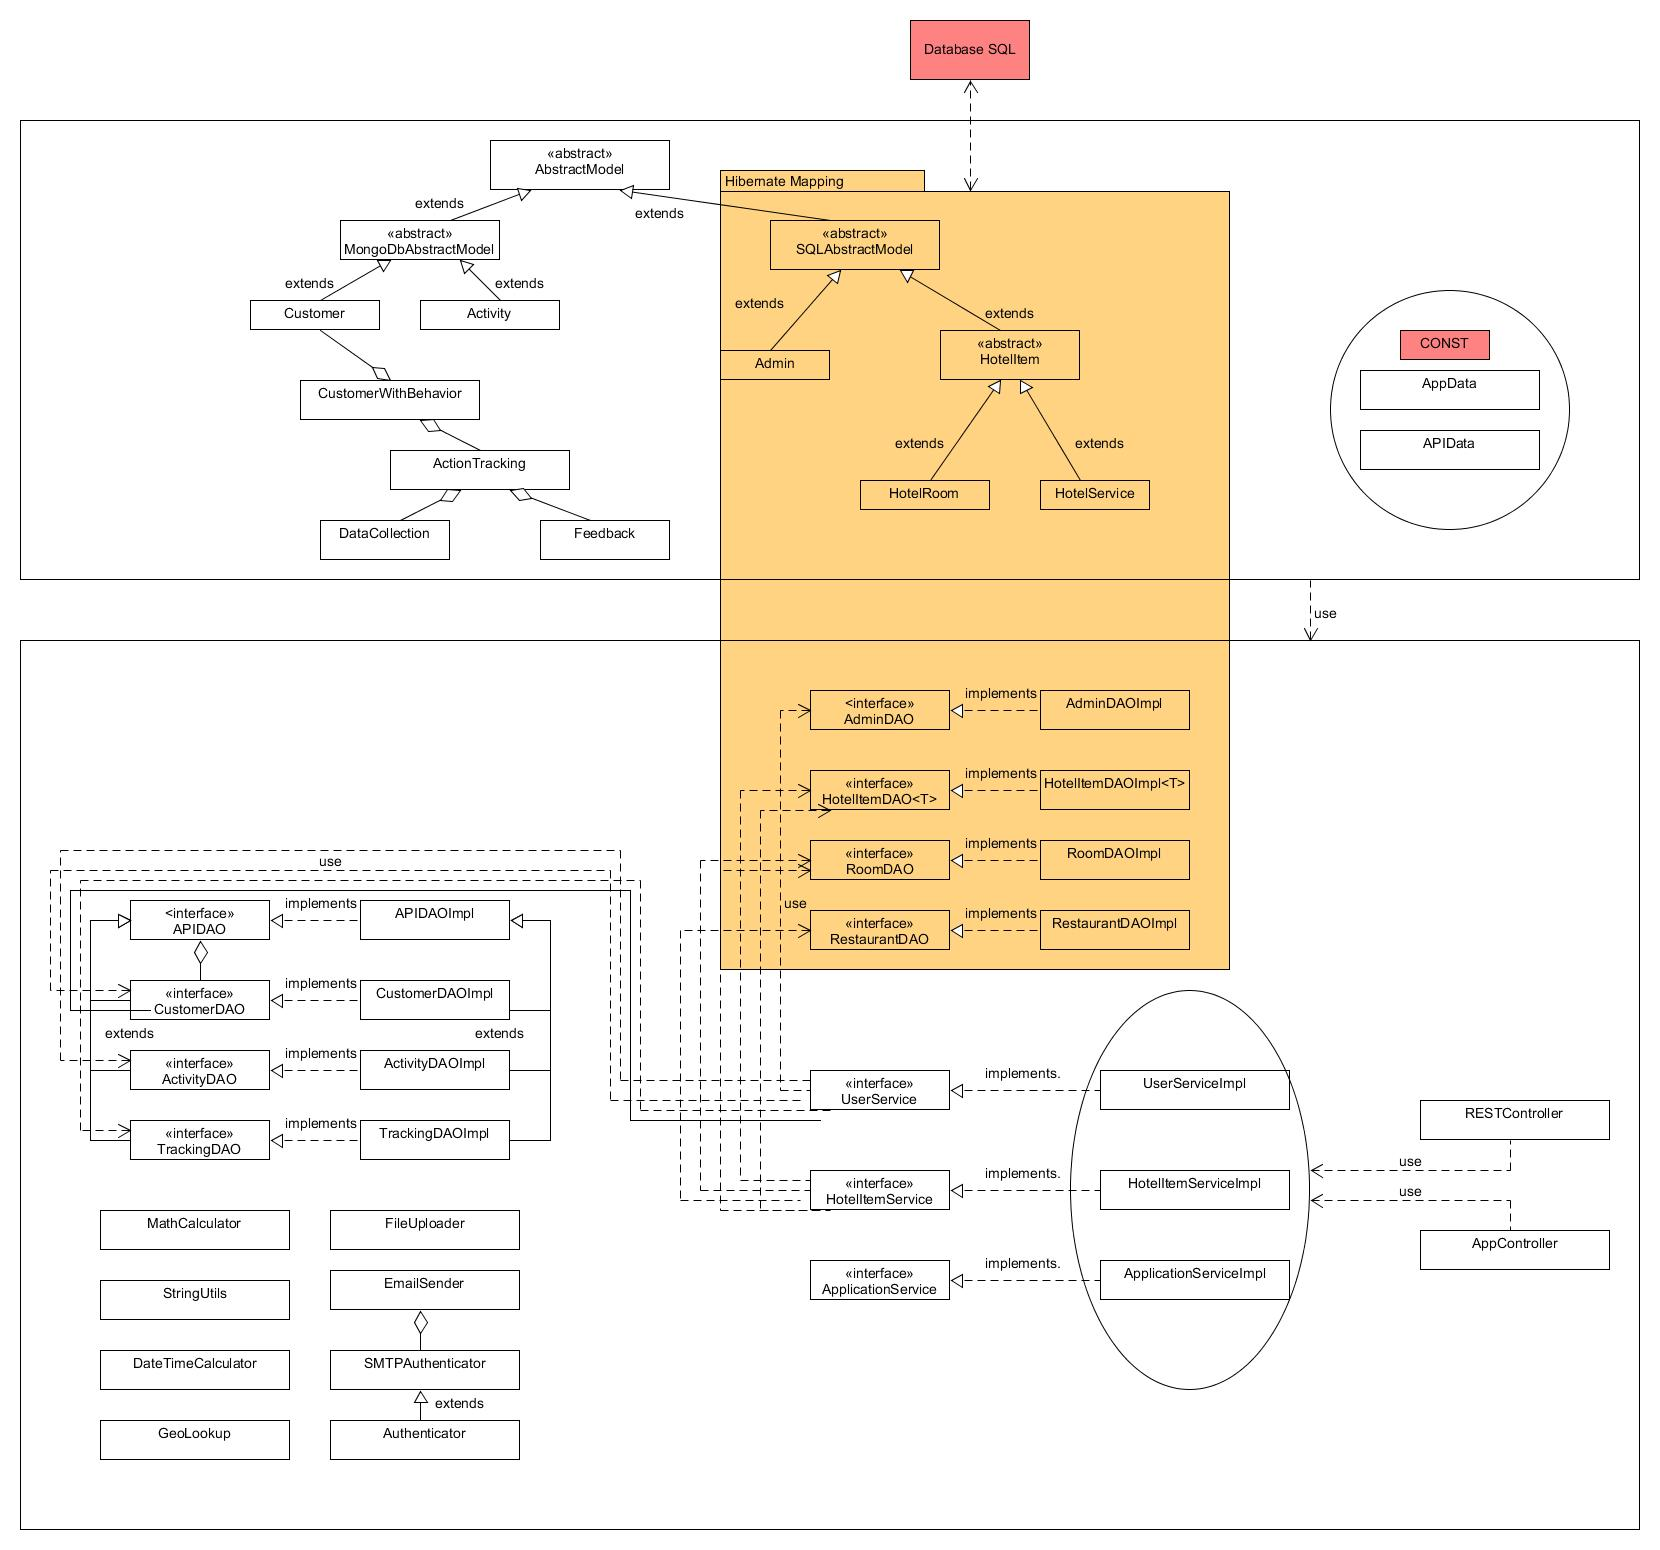 Database SQL
«abstract»
AbstractModel
Hibernate Mapping
extends
extends
«abstract»
MongoDbAbstractModel
«abstract»
SQLAbstractModel
extends
extends
extends
extends
Customer
Activity
«abstract»
HotelItem
CONST
Admin
AppData
CustomerWithBehavior
extends
extends
APIData
ActionTracking
HotelRoom
HotelService
DataCollection
Feedback
use
<interface»
AdminDAO
implements
AdminDAOImpl
«interface»
HotelItemDAO<T>
implements
HotelItemDAOImpl<T>
use
«interface»
RoomDAO
implements
RoomDAOImpl
use
<interface»
APIDAO
implements
APIDAOImpl
«interface»
RestaurantDAO
implements
RestaurantDAOImpl
«interface»
CustomerDAO
implements
CustomerDAOImpl
extends
extends
«interface»
ActivityDAO
implements
ActivityDAOImpl
«interface»
UserService
implements.
UserServiceImpl
«interface»
TrackingDAO
implements
TrackingDAOImpl
RESTController
use
«interface»
HotelItemService
implements.
HotelItemServiceImpl
use
MathCalculator
FileUploader
AppController
StringUtils
EmailSender
«interface»
ApplicationService
implements.
ApplicationServiceImpl
DateTimeCalculator
SMTPAuthenticator
extends
GeoLookup
Authenticator